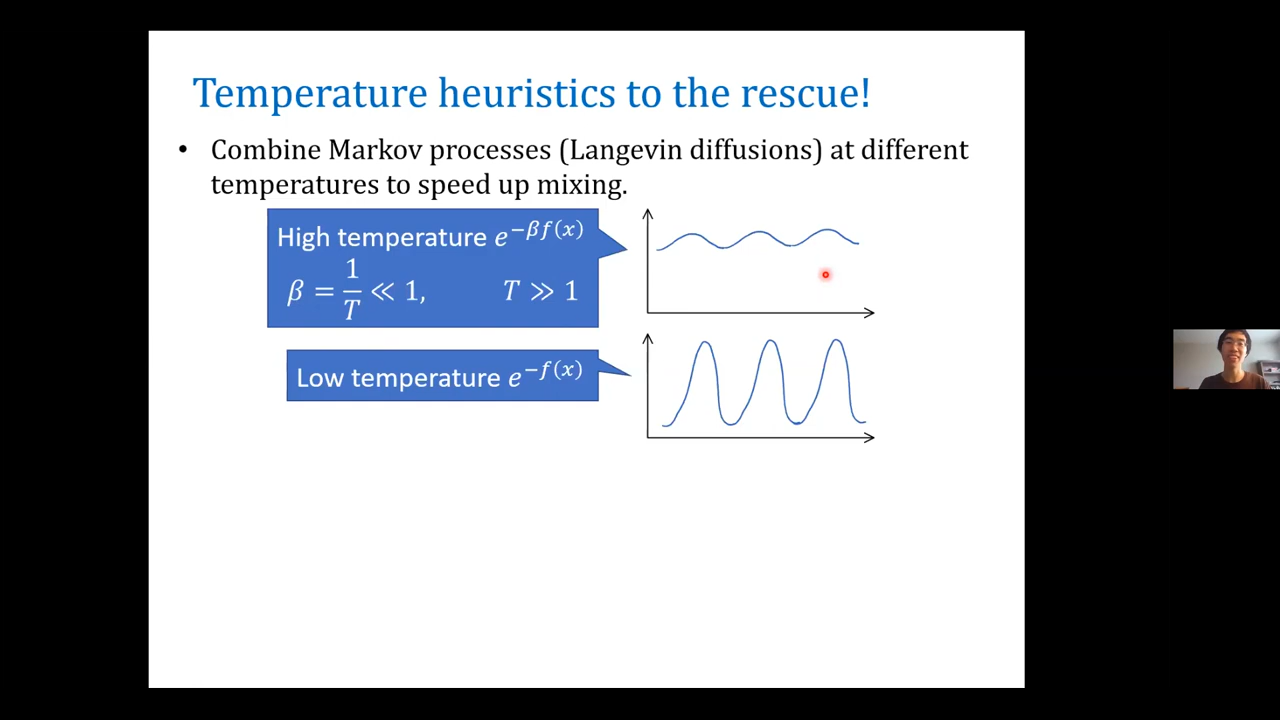 Temperature heuristics to the rescue!
• Combine Markov processes (Langevin diffusions) at different
temperatures to speed up mixing.
High temperature e^{−βf(x)}
β = 1/T ≪ 1, T ≫ 1
Low temperature e^{−f(x)}